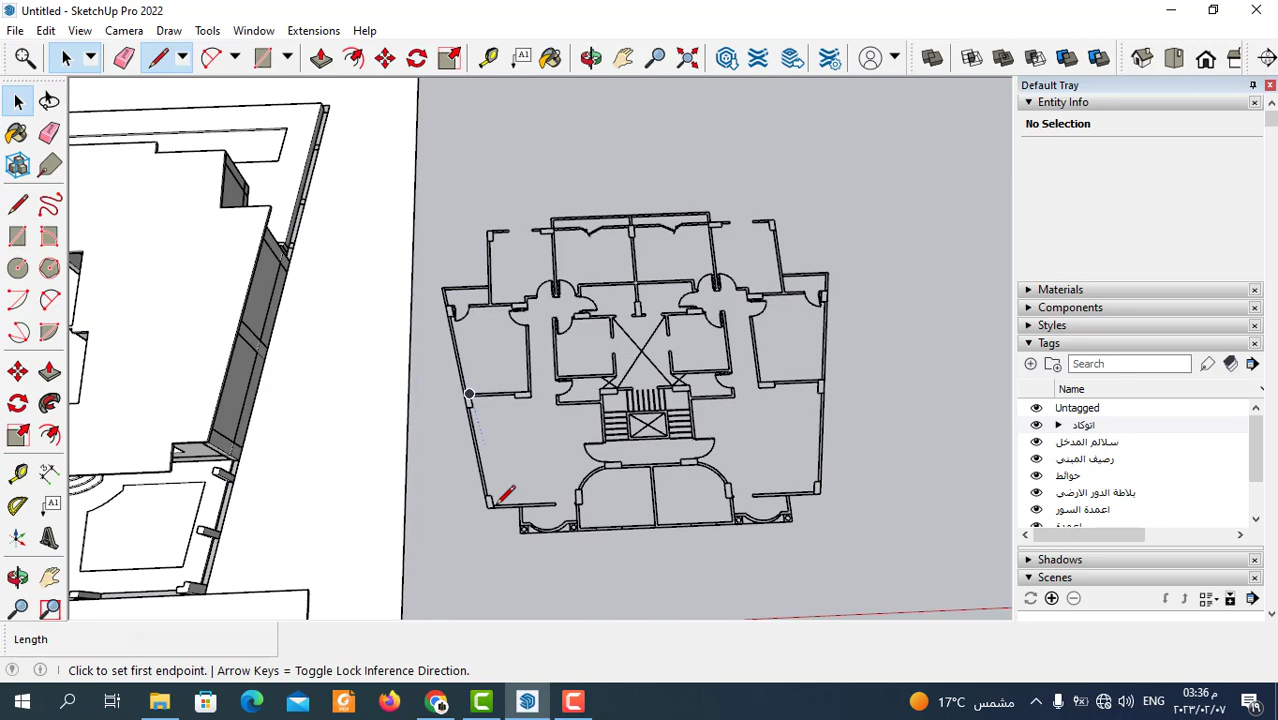 Untitled - SketchUp Pro 2022
File Edit View Camera Draw Tools Window Extensions Help
Default Tray
Entity Info
No Selection
Materials
Components
Styles
Tags
Search
Name
Untagged
اتوكاد
سلالم المدخل
رصيف المبنى
حوائط
بلاطة الدور الارضى
اعمدة السور
Shadows
Scenes
Length
Click to set first endpoint. | Arrow Keys = Toggle Lock Inference Direction.
17°C مشمس
ENG
03:36 م
٢٠٢٣/٠٢/٠٧